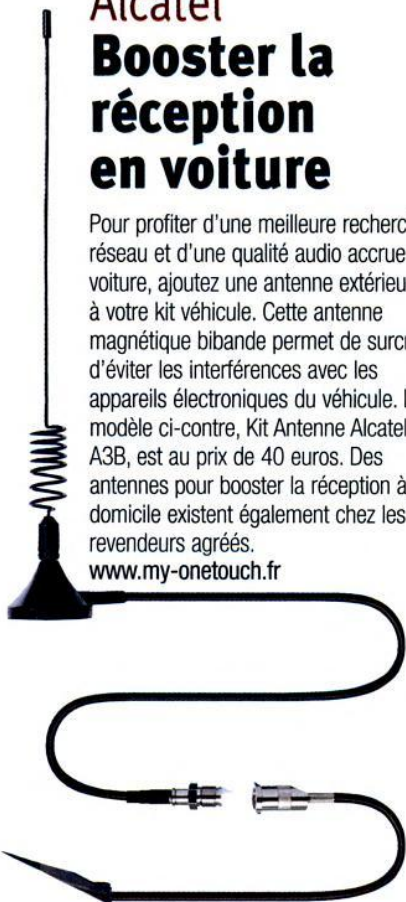 Alcatel
Booster la
réception
en voiture
Pour profiter d'une meilleure recherc
réseau et d'une qualité audio accrue
voiture, ajoutez une antenne extérieu
à votre kit véhicule. Cette antenne
magnétique bibande permet de surcr
d'éviter les interférences avec les
appareils électroniques du véhicule. L
modèle ci-contre, Kit Antenne Alcatel
A3B, est au prix de 40 euros. Des
antennes pour booster la réception à
domicile existent également chez les
revendeurs agréés.
www.my-onetouch.fr